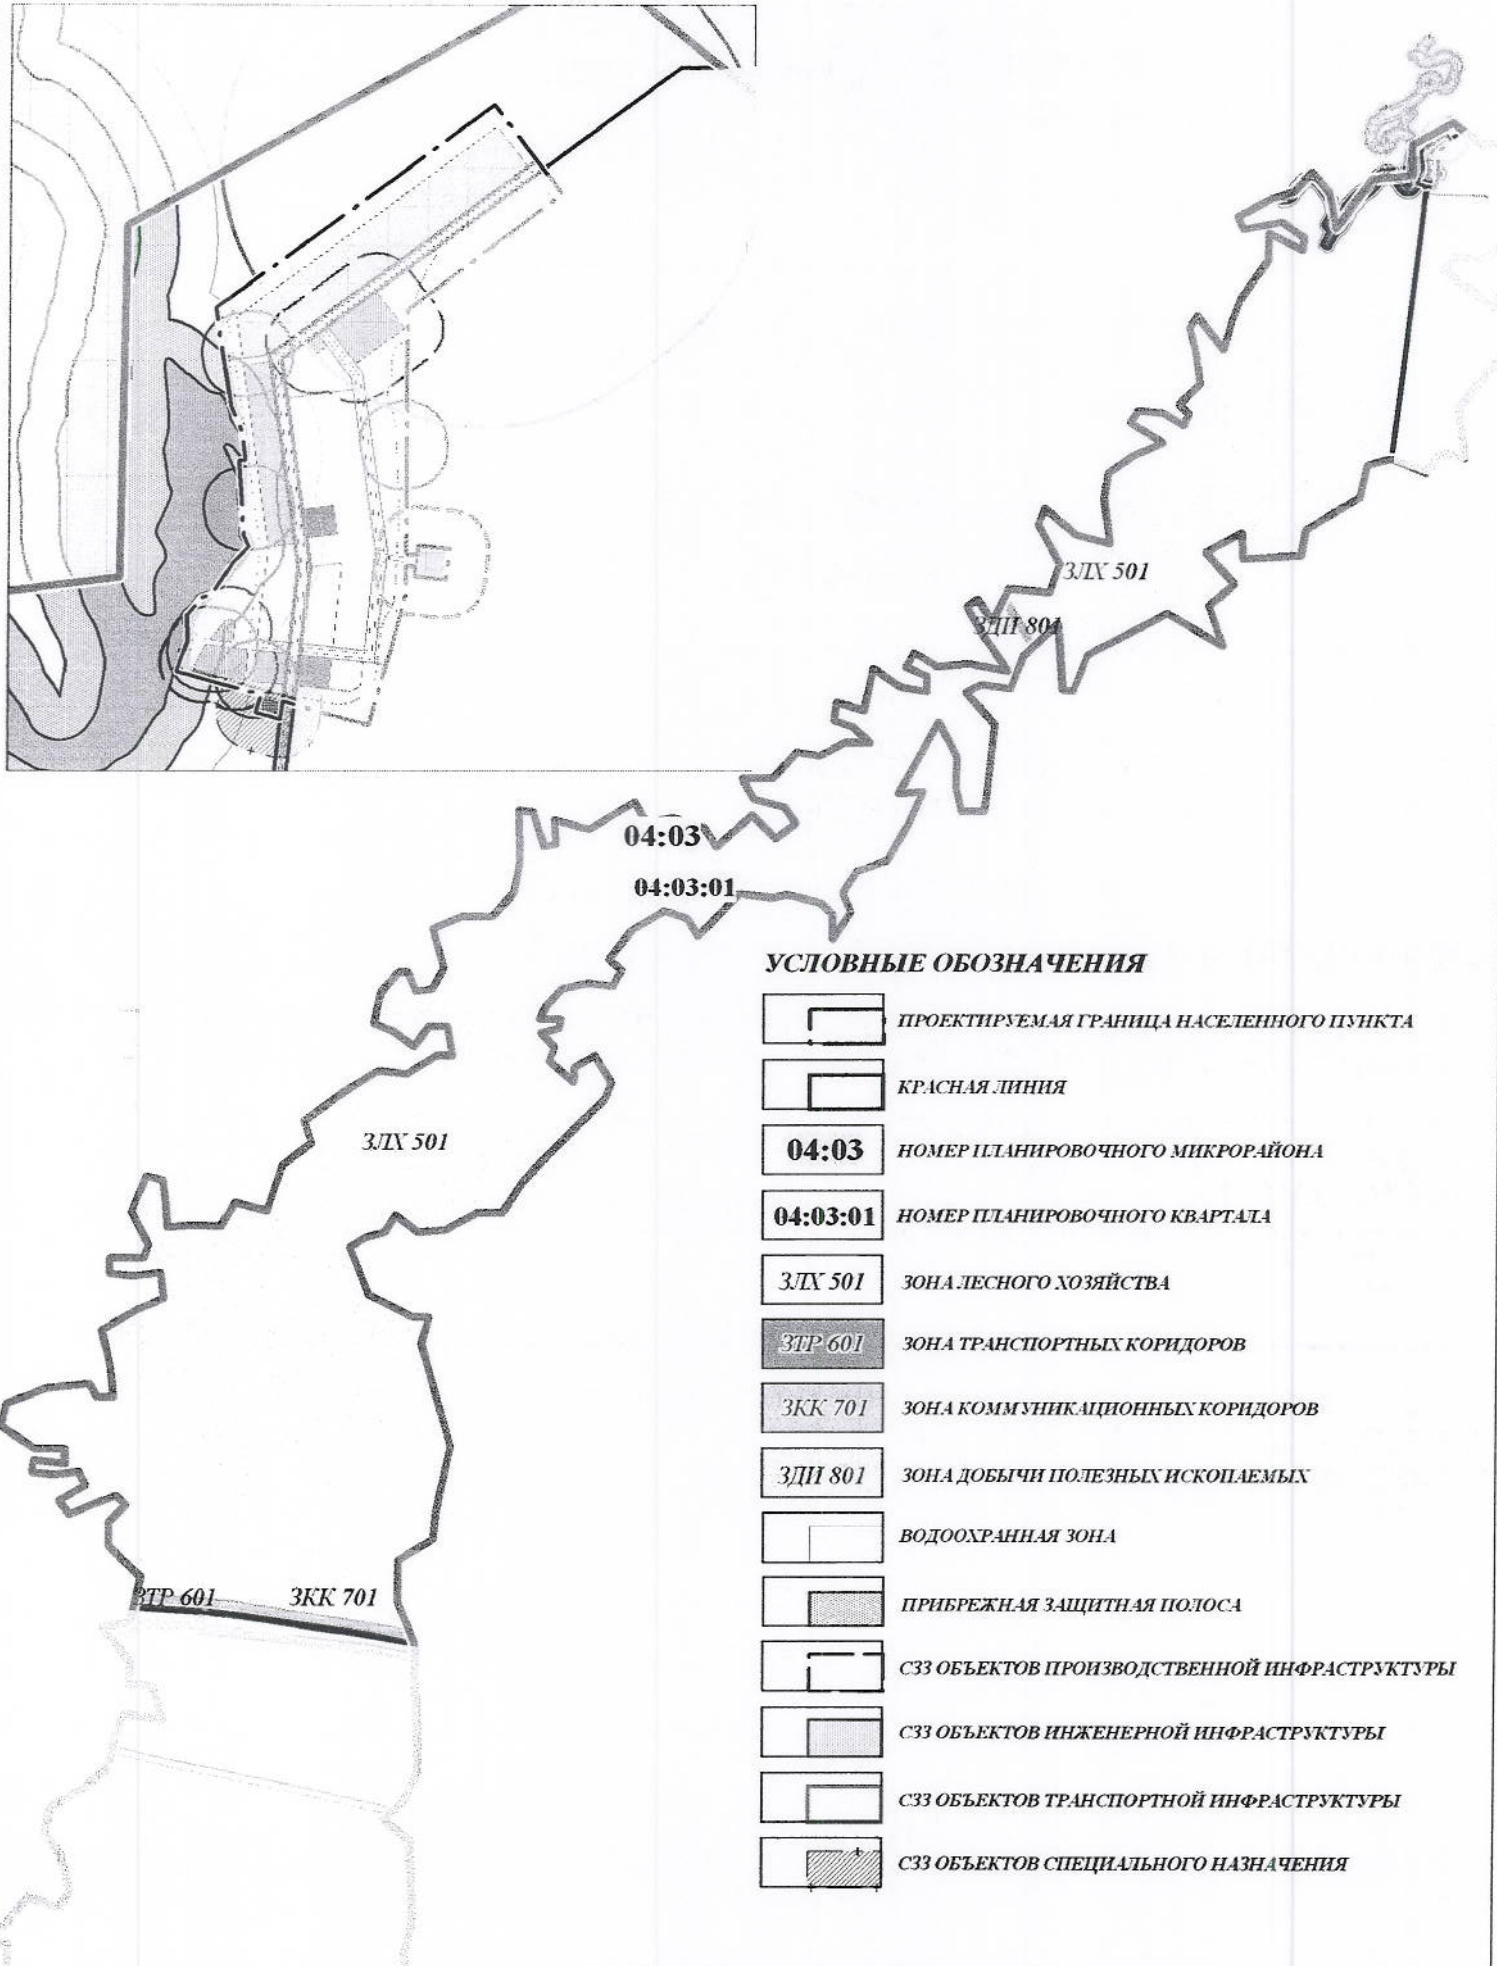 ЗЛХ 501
ЗДИ 801
04:03
04:03:01
ЗЛХ 501
ЗТР 601
ЗКК 701
УСЛОВНЫЕ ОБОЗНАЧЕНИЯ
ПРОЕКТИРУЕМАЯ ГРАНИЦА НАСЕЛЕННОГО ПУНКТА
КРАСНАЯ ЛИНИЯ
04:03 НОМЕР ПЛАНИРОВОЧНОГО МИКРОРАЙОНА
04:03:01 НОМЕР ПЛАНИРОВОЧНОГО КВАРТАЛА
ЗЛХ 501 ЗОНА ЛЕСНОГО ХОЗЯЙСТВА
ЗТР 601 ЗОНА ТРАНСПОРТНЫХ КОРИДОРОВ
ЗКК 701 ЗОНА КОММУНИКАЦИОННЫХ КОРИДОРОВ
ЗДИ 801 ЗОНА ДОБЫЧИ ПОЛЕЗНЫХ ИСКОПАЕМЫХ
ВОДООХРАННАЯ ЗОНА
ПРИБРЕЖНАЯ ЗАЩИТНАЯ ПОЛОСА
СЗЗ ОБЪЕКТОВ ПРОИЗВОДСТВЕННОЙ ИНФРАСТРУКТУРЫ
СЗЗ ОБЪЕКТОВ ИНЖЕНЕРНОЙ ИНФРАСТРУКТУРЫ
СЗЗ ОБЪЕКТОВ ТРАНСПОРТНОЙ ИНФРАСТРУКТУРЫ
СЗЗ ОБЪЕКТОВ СПЕЦИАЛЬНОГО НАЗНАЧЕНИЯ